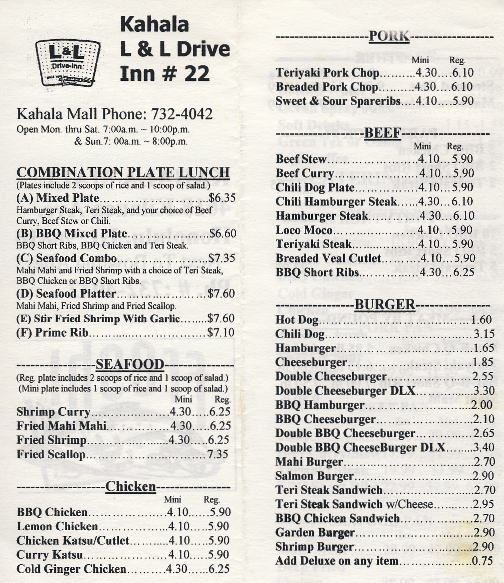 L&L
Drive-Inn
Kahala
L & L Drive
Inn # 22
Kahala Mall Phone: 732-4042
Open Mon. thru Sat. 7:00a.m. ~ 10:00p.m.
& Sun.7: 00a.m. ~ 8:00p.m.
COMBINATION PLATE LUNCH
(Plates include 2 scoops of rice and 1 scoop of salad.)
(A) Mixed Plate..........................$6.35
Hamburger Steak, Teri Steak, and your choice of Beef
Curry, Beef Stew or Chili.
(B) BBQ Mixed Plate..................$6.60
BBQ Short Ribs, BBQ Chicken and Teri Steak.
(C) Seafood Combo....................$7.35
Mahi Mahi and Fried Shrimp with a choice of Teri Steak,
BBQ Chicken or BBQ Short Ribs.
(D) Seafood Platter....................$7.60
Mahi Mahi, Fried Shrimp and Fried Scallop.
(E) Stir Fried Shrimp With Garlic......$7.60
(F) Prime Rib............................$7.10
----------------SEAFOOD----------------
(Reg. plate includes 2 scoops of rice and 1 scoop of salad.)
(Mini plate includes 1 scoop of rice and 1 scoop of salad.)
Mini Reg.
Shrimp Curry................4.30....6.25
Fried Mahi Mahi............4.30....6.25
Fried Shrimp................4.30....6.25
Fried Scallop.........................7.35
-----------------Chicken-----------------
Mini Reg.
BBQ Chicken................4.10....5.90
Lemon Chicken.............4.10....5.90
Chicken Katsu/Cutlet......4.10....5.90
Curry Katsu.................4.10....5.90
Cold Ginger Chicken.......4.30....6.25
--------------------PORK--------------------
Mini Reg.
Teriyaki Pork Chop.........4.30...6.10
Breaded Pork Chop.........4.30...6.10
Sweet & Sour Spareribs...4.10....5.90
--------------------BEEF--------------------
Mini Reg.
Beef Stew....................4.10...5.90
Beef Curry...................4.10...5.90
Chili Dog Plate..............4.10...5.90
Chili Hamburger Steak.....4.30...6.10
Hamburger Steak...........4.30...6.10
Loco Moco...................4.10...5.90
Teriyaki Steak...............4.10...5.90
Breaded Veal Cutlet........4.10...5.90
BBQ Short Ribs..............4.30...6.25
------------------BURGER------------------
Hot Dog................................1.60
Chili Dog..............................3.15
Hamburger............................1.65
Cheeseburger.........................1.85
Double Cheeseburger...............2.55
Double Cheeseburger DLX.........3.30
BBQ Hamburger.....................2.00
BBQ Cheeseburger..................2.10
Double BBQ Cheeseburger.........2.65
Double BBQ CheeseBurger DLX....3.40
Mahi Burger..........................2.70
Salmon Burger.......................2.90
Teri Steak Sandwich................2.70
Teri Steak Sandwich w/Cheese.....2.95
BBQ Chicken Sandwich.............2.70
Garden Burger.......................2.90
Shrimp Burger.......................2.90
Add Deluxe on any item............0.75